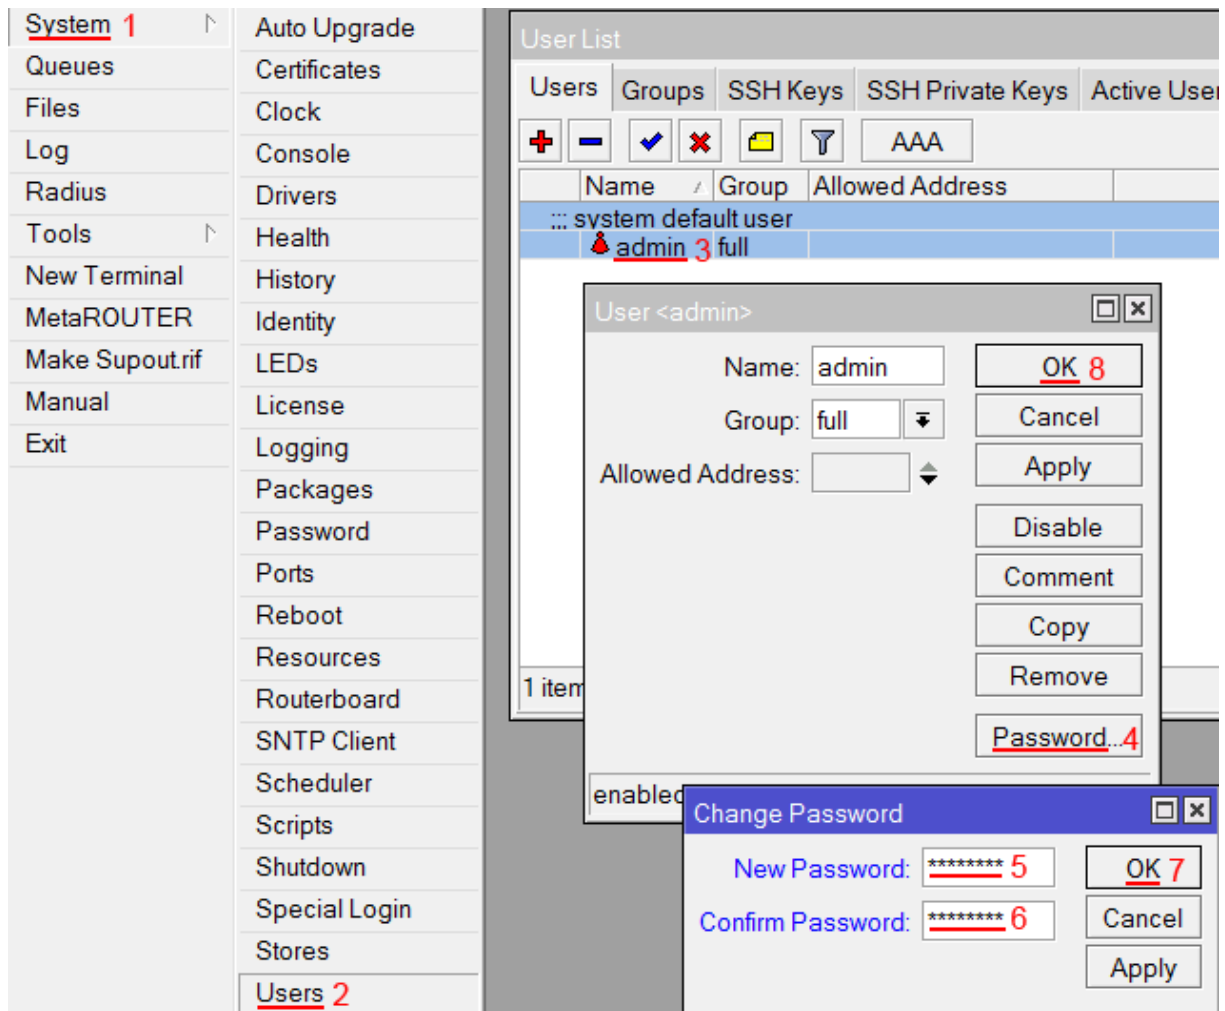 System 1
Queues
Files
Log
Radius
Tools
New Terminal
MetaROUTER
Make Supout.rif
Manual
Exit
Auto Upgrade
Certificates
Clock
Console
Drivers
Health
History
Identity
LEDs
License
Logging
Packages
Password
Ports
Reboot
Resources
Routerboard
SNTP Client
Scheduler
Scripts
Shutdown
Special Login
Stores
Users 2
User List
Users Groups SSH Keys SSH Private Keys Active User
AAA
Name Group Allowed Address
;;; system default user
admin 3 full
1 item
User <admin>
Name: admin
Group: full
Allowed Address:
OK 8
Cancel
Apply
Disable
Comment
Copy
Remove
Password...4
enabled
Change Password
New Password: ******** 5
Confirm Password: ******** 6
OK 7
Cancel
Apply